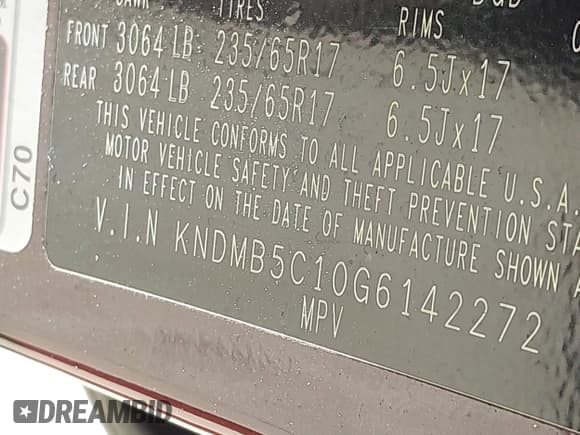 TIRES RIMS
FRONT 3064 LB 235/65R17 6.5Jx17
REAR 3064 LB 235/65R17 6.5Jx17
THIS VEHICLE CONFORMS TO ALL APPLICABLE U.S.A
MOTOR VEHICLE SAFETY AND THEFT PREVENTION STA
IN EFFECT ON THE DATE OF MANUFACTURE SHOWN A
V.I.N KNDMB5C10G6142272
MPV
C70
DREAMBID